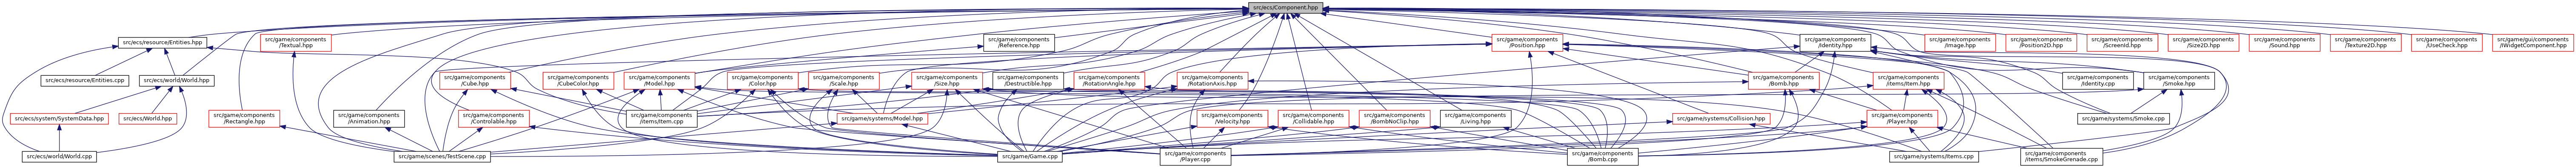 src/ecs/Component.hpp
src/ecs/resource/Entities.hpp
src/game/components
/Textual.hpp
src/game/components
/Reference.hpp
src/game/components
/Position.hpp
src/game/components
/Identity.hpp
src/game/components
/Image.hpp
src/game/components
/Position2D.hpp
src/game/components
/ScreenId.hpp
src/game/components
/Size2D.hpp
src/game/components
/Sound.hpp
src/game/components
/Texture2D.hpp
src/game/components
/UseCheck.hpp
src/game/gui/components
/IWidgetComponent.hpp
src/ecs/resource/Entities.cpp
src/ecs/world/World.hpp
src/game/components
/Cube.hpp
src/game/components
/CubeColor.hpp
src/game/components
/Model.hpp
src/game/components
/Color.hpp
src/game/components
/Scale.hpp
src/game/components
/Size.hpp
src/game/components
/Destructible.hpp
src/game/components
/RotationAngle.hpp
src/game/components
/RotationAxis.hpp
src/game/components
/Bomb.hpp
src/game/components
/items/Item.hpp
src/game/components
/Identity.cpp
src/game/components
/Smoke.hpp
src/ecs/system/SystemData.hpp
src/ecs/World.hpp
src/game/components
/Rectangle.hpp
src/game/components
/Animation.hpp
src/game/components
/Controlable.hpp
src/game/components
/items/Item.cpp
src/game/systems/Model.hpp
src/game/components
/Velocity.hpp
src/game/components
/Collidable.hpp
src/game/components
/BombNoClip.hpp
src/game/components
/Living.hpp
src/game/systems/Collision.hpp
src/game/components
/Player.hpp
src/game/systems/Smoke.cpp
src/ecs/world/World.cpp
src/game/scenes/TestScene.cpp
src/game/Game.cpp
src/game/components
/Player.cpp
src/game/components
/Bomb.cpp
src/game/systems/Items.cpp
src/game/components
/items/SmokeGrenade.cpp